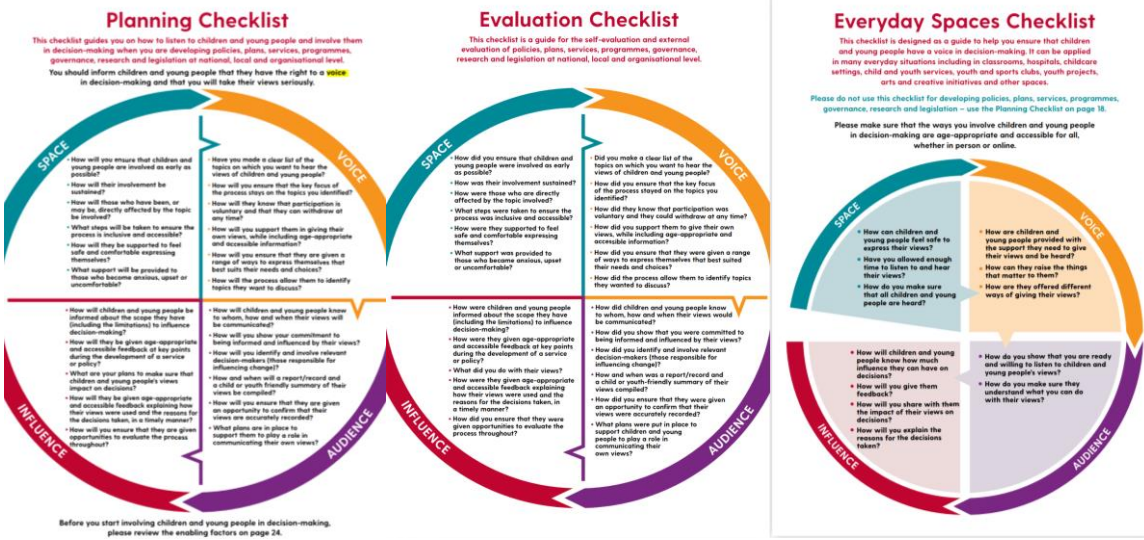 Planning Checklist
This checklist guides you on how to listen to children and young people and involve them
in decision-making when you are developing policies, plans, services, programmes,
governance, research and legislation at national, local and organisational level.
You should inform children and young people that they have the right to a voice
in decision-making and that you will take their views seriously.
SPACE
• How will you ensure that children and
young people are involved as early as
possible?
• How will their involvement be
sustained?
• How will those who have been, or
may be, directly affected by the topic
be involved?
• What steps will be taken to ensure the
process is inclusive and accessible?
• How will they be supported to feel
safe and comfortable expressing
themselves?
• What support will be provided to
those who become anxious, upset or
uncomfortable?
VOICE
• Have you made a clear list of the
topics on which you want to hear the
views of children and young people?
• How will you ensure that the key focus
of the process stays on the topics you identified?
• How will they know that participation is
voluntary and that they can withdraw at
any time?
• How will you support them in giving their
own views, while including age-appropriate
and accessible information?
• How will you ensure that they are given a
range of ways to express themselves that
best suits their needs and choices?
• How will the process allow them to identify
topics they want to discuss?
INFLUENCE
• How will children and young people be
informed about the scope they have
(including the limitations) to influence
decision-making?
• How will they be given age-appropriate
and accessible feedback at key points
during the development of a service
or policy?
• What are your plans to make sure that
children and young people's views
impact on decisions?
• How will they be given age-appropriate
and accessible feedback explaining how
their views were used and the reasons for
the decisions taken, in a timely manner?
• How will you ensure that they are given
opportunities to evaluate the process
throughout?
AUDIENCE
• How will children and young people know
to whom, how and when their views will
be communicated?
• How will you show your commitment to
being informed and influenced by their views?
• How will you identify and involve relevant
decision-makers (those responsible for
influencing change)?
• How and when will a report/record and
a child or youth-friendly summary of their
views be compiled?
• How will you ensure that they are given
an opportunity to confirm that their
views are accurately recorded?
• What plans are in place to
support them to play a role in
communicating their own views?
Before you start involving children and young people in decision-making,
please review the enabling factors on page 24.
Evaluation Checklist
This checklist is a guide for the self-evaluation and external
evaluation of policies, plans, services, programmes, governance,
research and legislation at national, local and organisational level.
SPACE
• How did you ensure that children and
young people were involved as early
as possible?
• How was their involvement sustained?
• How were those who are directly
affected by the topic involved?
• What steps were taken to ensure the
process was inclusive and accessible?
• How were they supported to feel
safe and comfortable expressing
themselves?
• What support was provided to
those who became anxious, upset
or uncomfortable?
VOICE
• Did you make a clear list of the
topics on which you want to hear the
views of children and young people?
• How did you ensure that the key focus
of the process stayed on the topics you
identified?
• How did they know that participation was
voluntary and they could withdraw at any
time?
• How did you support them to give their
own views, while including age-appropriate
and accessible information?
• How did you ensure that they were given a range
of ways to express themselves that best suited
their needs and choices?
• How did the process allow them to identify topics
they wanted to discuss?
INFLUENCE
• How were children and young people
informed about the scope they have
(including the limitations) to influence
decision-making?
• How were they given age-appropriate
and accessible feedback at key points
during the development of a service
or policy?
• What did you do with their views?
• How were they given age-appropriate
and accessible feedback explaining
how their views were used and the
reasons for the decisions taken, in
a timely manner?
• How did you ensure that they were
given opportunities to evaluate the
process throughout?
AUDIENCE
• How did children and young people know
to whom, how and when their views would
be communicated?
• How did you show that you were committed to
being informed and influenced by their views?
• How did you identify and involve relevant
decision-makers (those responsible for
influencing change)?
• How and when was a report/record and
a child or youth-friendly summary of their
views compiled?
• How did you ensure that they were given
an opportunity to confirm that their
views were accurately recorded?
• What plans were put in place to
support children and young
people to play a role in
communicating their
own views?
Everyday Spaces Checklist
This checklist is designed as a guide to help you ensure that children
and young people have a voice in decision-making. It can be applied
in many everyday situations including in classrooms, hospitals, childcare
settings, child and youth services, youth and sports clubs, youth projects,
arts and creative initiatives and other spaces.
Please do not use this checklist for developing policies, plans, services, programmes,
governance, research and legislation – use the Planning Checklist on page 18.
Please make sure that the ways you involve children and young people
in decision-making are age-appropriate and accessible for all,
whether in person or online.
SPACE
• How can children and
young people feel safe to
express their views?
• Have you allowed enough
time to listen to and hear
their views?
• How do you make sure
that all children and young
people are heard?
VOICE
• How are children and
young people provided with
the support they need to give
their views and be heard?
• How can they raise the things
that matter to them?
• Are they offered different
ways of giving their views?
INFLUENCE
• How will children and young
people know how much
influence they can have on
decisions?
• How will you give them
feedback?
• How will you share with them
the impact of their views on
decisions?
• How will you explain the
reasons for the decisions
taken?
AUDIENCE
• How do you show that you are ready
and willing to listen to children and
young people's views?
• How do you make sure they
understand what you can do
with their views?